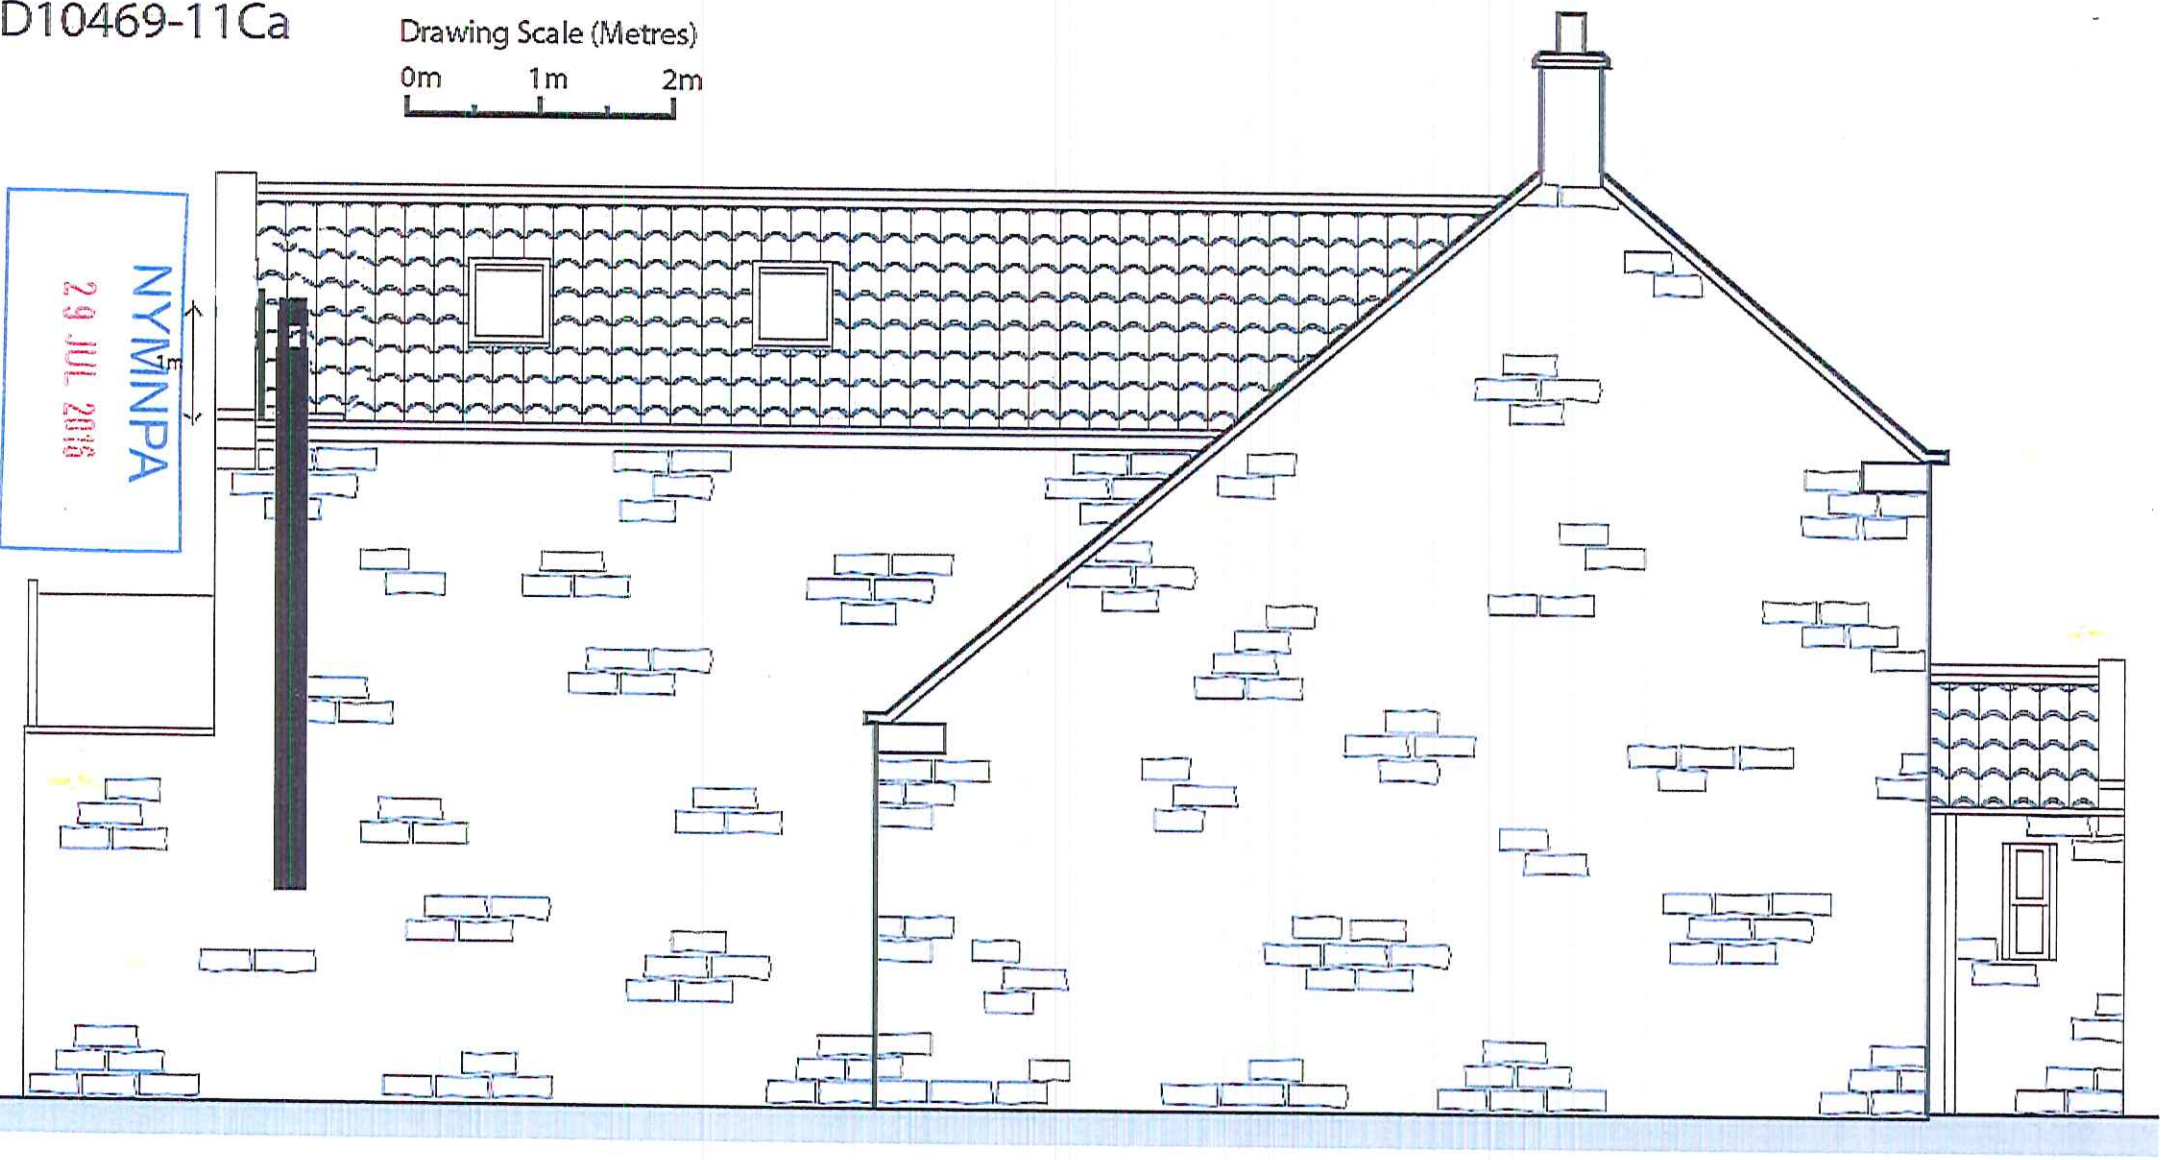 D10469-11Ca
Drawing Scale (Metres)
0m 1m 2m
NYMNPA
29 JUL 2016
1m